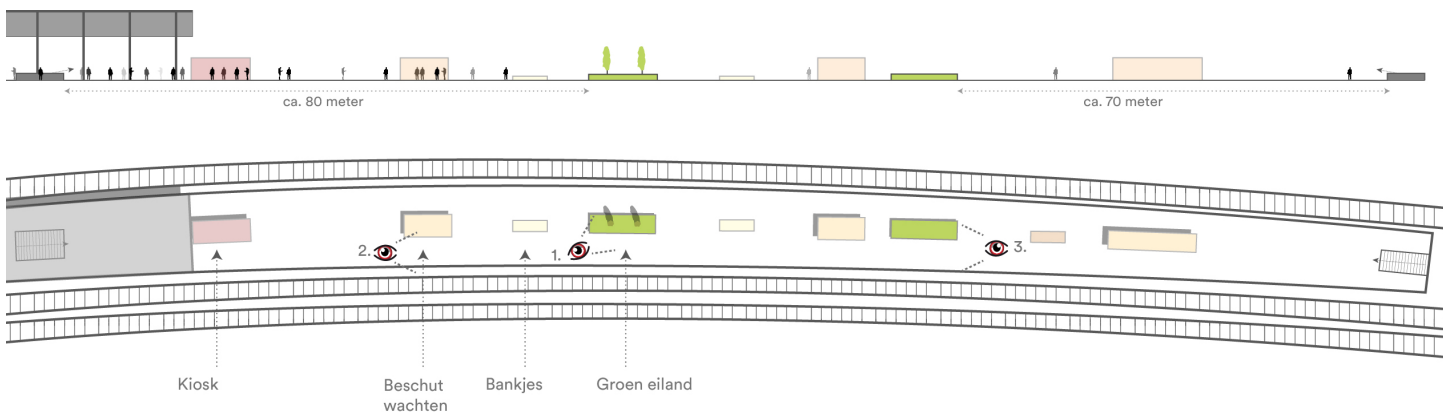 ca. 80 meter
ca. 70 meter
2.
1.
3.
Kiosk
Beschut
wachten
Bankjes
Groen eiland